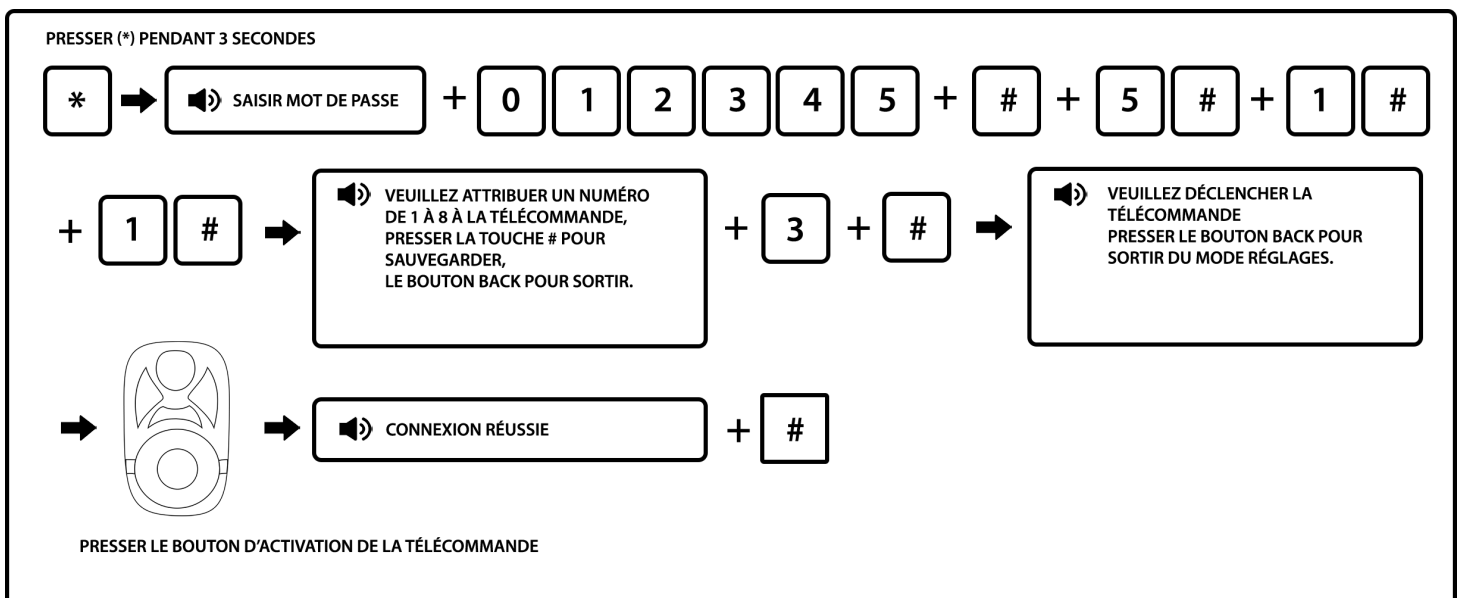 PRESSER (*) PENDANT 3 SECONDES
* SAISIR MOT DE PASSE + 0 1 2 3 4 5 + # + 5 # + 1 #
+ 1 #
VEUILLEZ ATTRIBUER UN NUMÉRO
DE 1 À 8 À LA TÉLÉCOMMANDE,
PRESSER LA TOUCHE # POUR
SAUVEGARDER,
LE BOUTON BACK POUR SORTIR.
+ 3 + #
VEUILLEZ DÉCLENCHER LA
TÉLÉCOMMANDE
PRESSER LE BOUTON BACK POUR
SORTIR DU MODE RÉGLAGES.
CONNEXION RÉUSSIE + #
PRESSER LE BOUTON D'ACTIVATION DE LA TÉLÉCOMMANDE